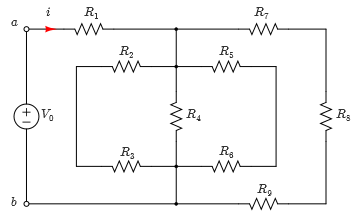 a i R₁ R₇
R₂ R₅
V₀ R₄ R₈
R₃ R₆
b R₉